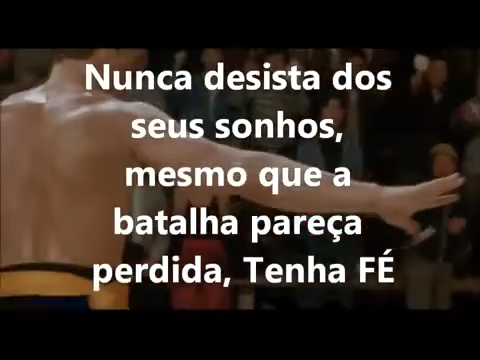 Nunca desista dos
seus sonhos,
mesmo que a
batalha pareça
perdida, Tenha FÉ